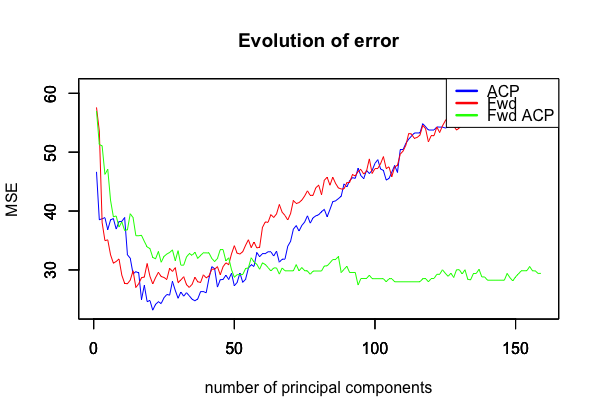 Evolution of error
ACP
Fwd
Fwd ACP
MSE
60
50
40
30
0 50 100 150
number of principal components